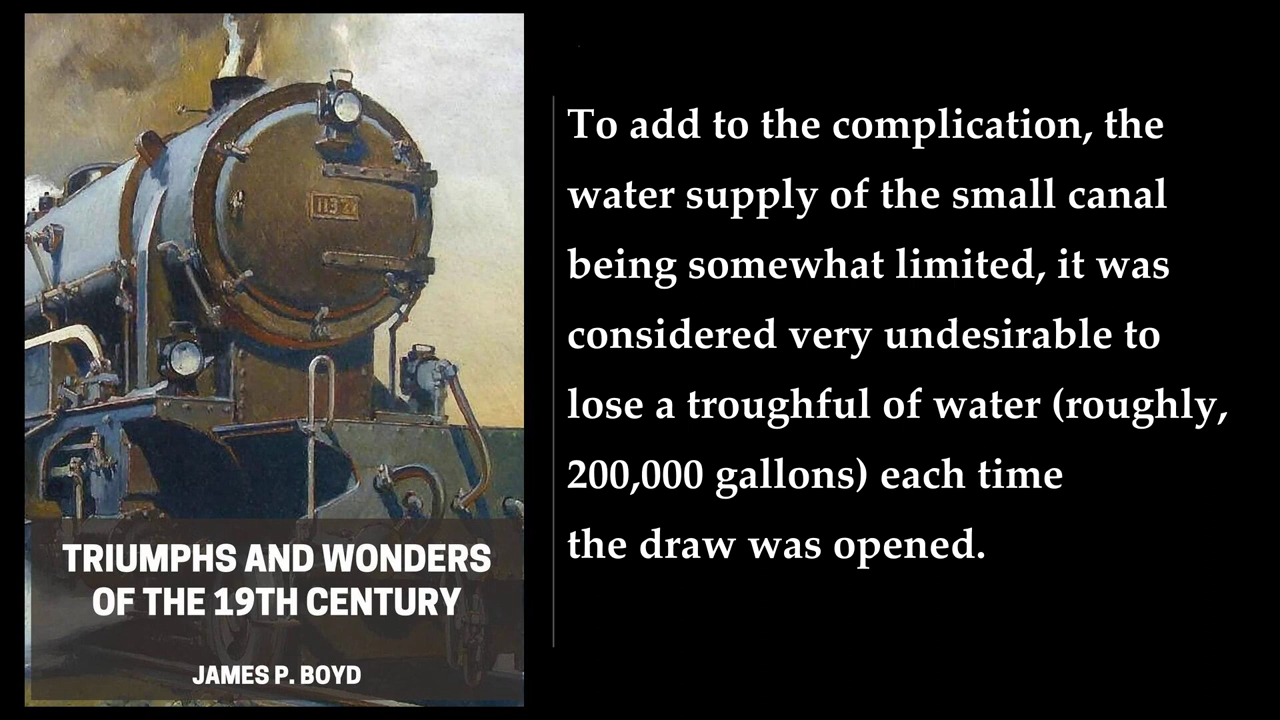 TRIUMPHS AND WONDERS
OF THE 19TH CENTURY
JAMES P. BOYD
To add to the complication, the
water supply of the small canal
being somewhat limited, it was
considered very undesirable to
lose a troughful of water (roughly,
200,000 gallons) each time
the draw was opened.